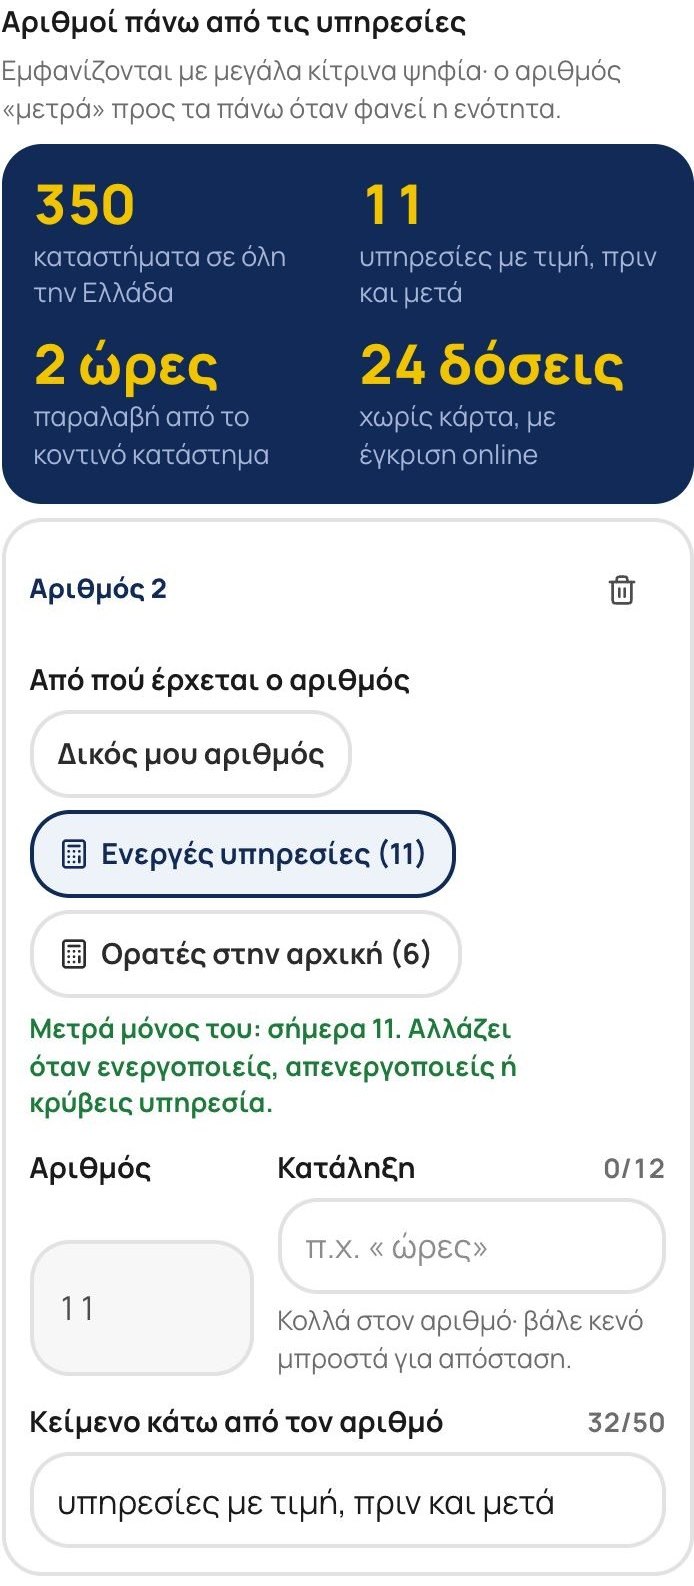 Αριθμοί πάνω από τις υπηρεσίες
Εμφανίζονται με μεγάλα κίτρινα ψηφία· ο αριθμός
«μετρά» προς τα πάνω όταν φανεί η ενότητα.
350
καταστήματα σε όλη
την Ελλάδα
11
υπηρεσίες με τιμή, πριν
και μετά
2 ώρες
παραλαβή από το
κοντινό κατάστημα
24 δόσεις
χωρίς κάρτα, με
έγκριση online
Αριθμός 2
Από πού έρχεται ο αριθμός
Δικός μου αριθμός
Ενεργές υπηρεσίες (11)
Ορατές στην αρχική (6)
Μετρά μόνος του: σήμερα 11. Αλλάζει
όταν ενεργοποιείς, απενεργοποιείς ή
κρύβεις υπηρεσία.
Αριθμός
11
Κατάληξη 0/12
π.χ. « ώρες»
Κολλά στον αριθμό· βάλε κενό
μπροστά για απόσταση.
Κείμενο κάτω από τον αριθμό 32/50
υπηρεσίες με τιμή, πριν και μετά